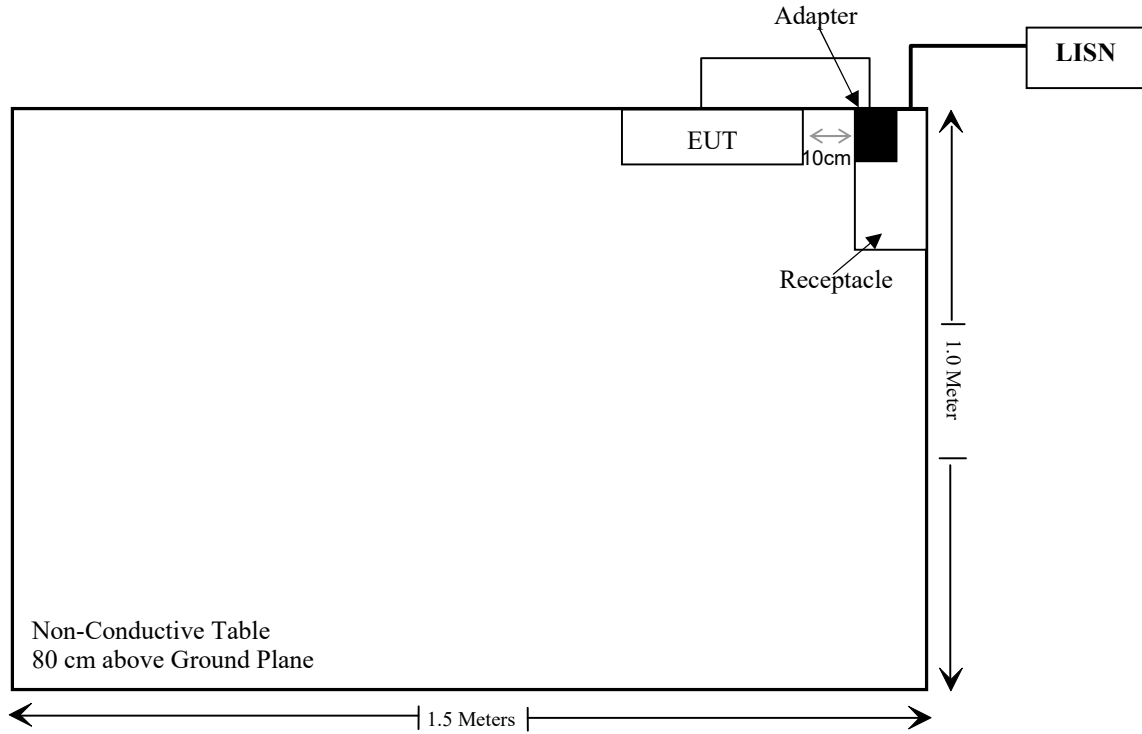 Adapter
LISN
EUT
10cm
Receptacle
1.0 Meter
Non-Conductive Table
80 cm above Ground Plane
1.5 Meters